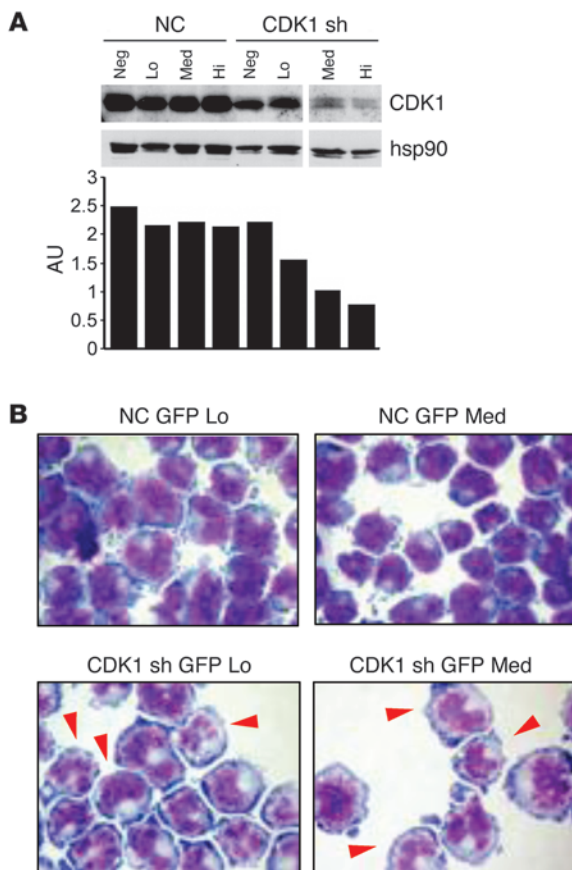 A
NC CDK1 sh
Neg Lo Med Hi Neg Lo Med Hi
CDK1
hsp90
3
2.5
2
1.5
1
0.5
0
AU
B
NC GFP Lo NC GFP Med
CDK1 sh GFP Lo CDK1 sh GFP Med